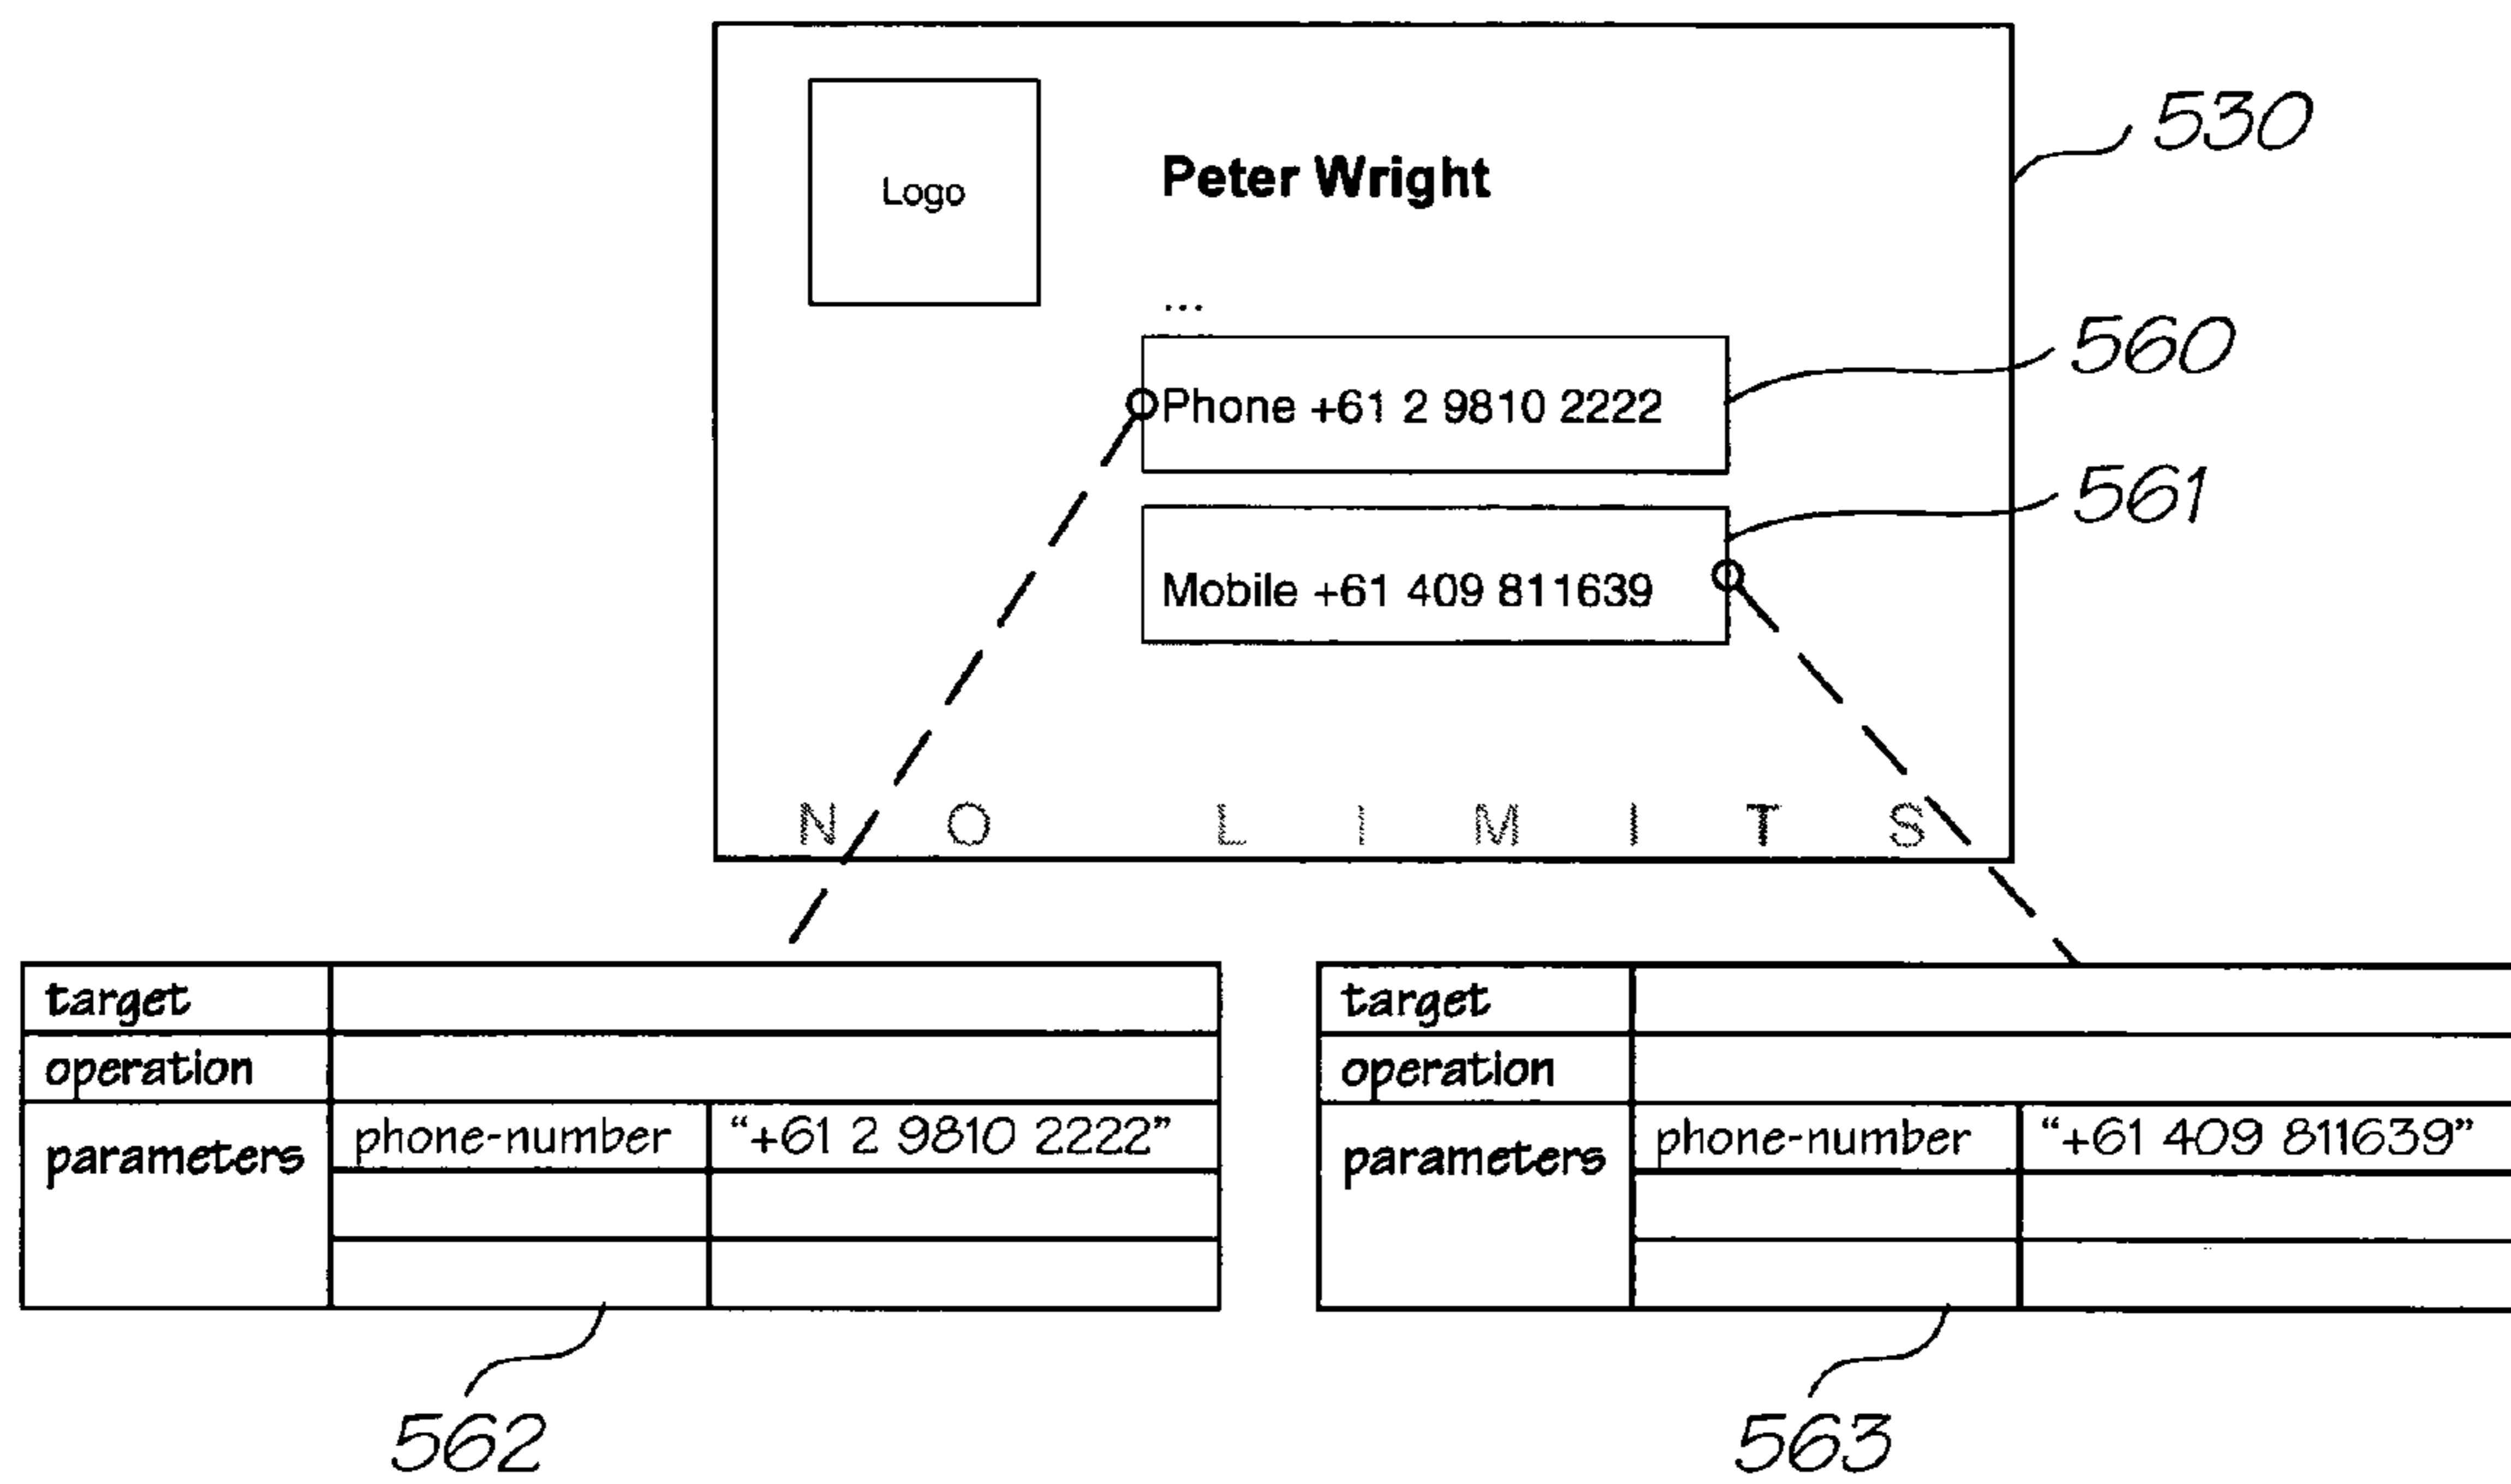 530
Logo
Peter Wright
...
560
Phone +61 2 9810 2222
561
Mobile +61 409 811639
N O L I M I T S
target
operation
parameters phone-number “+61 2 9810 2222”
562
target
operation
parameters phone-number “+61 409 811639”
563